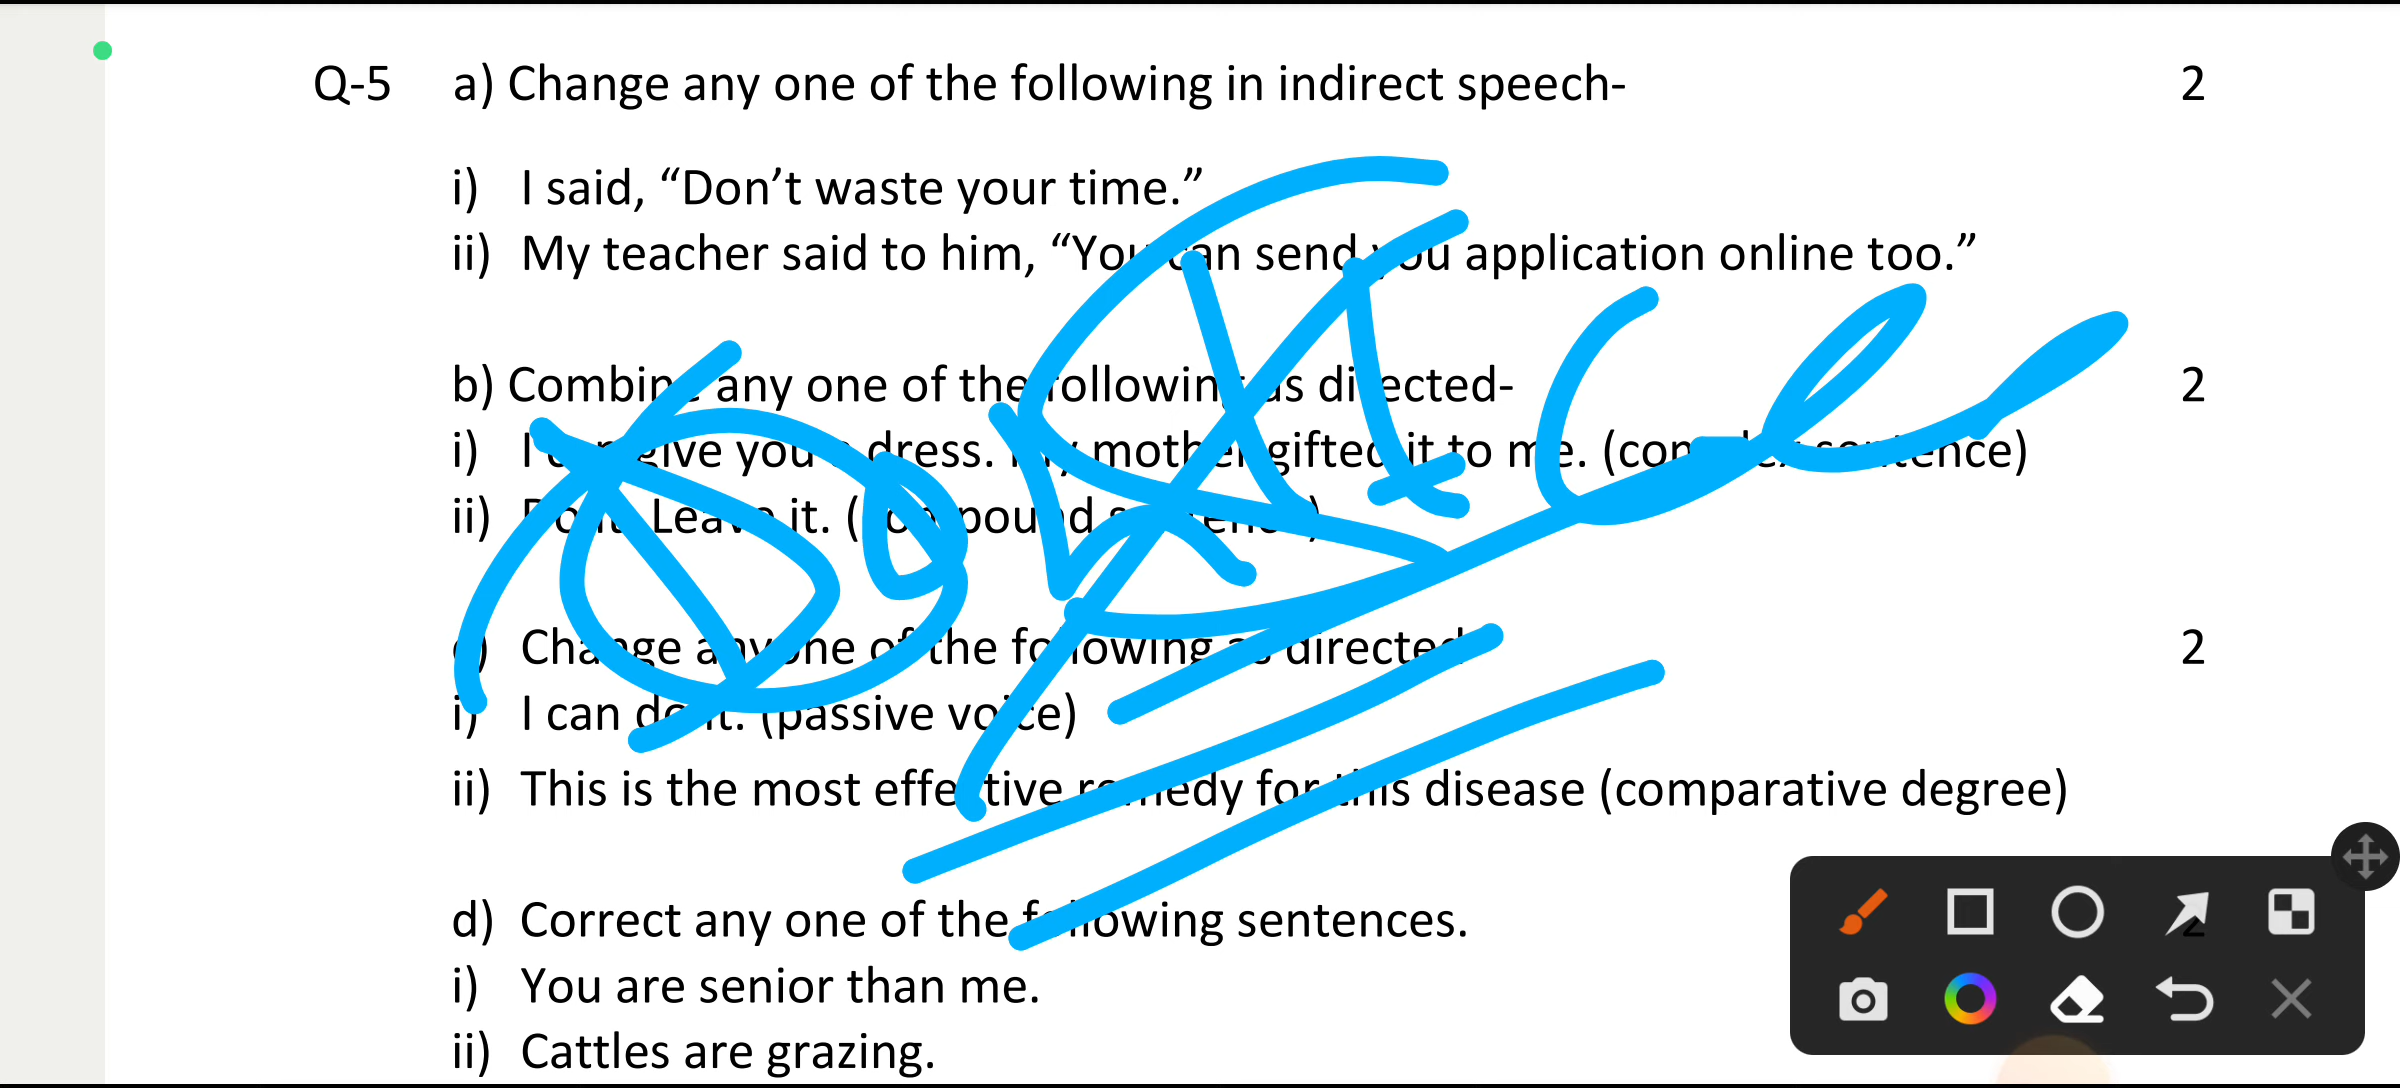 Q-5 a) Change any one of the following in indirect speech- 2
i) I said, “Don’t waste your time.”
ii) My teacher said to him, “You can send you application online too.”
b) Combine any one of the following as directed- 2
i) I give you dress. mother gifted it to me. (complex sentence)
ii) Leave it. (compound sentence)
c) Change any one of the following as directed 2
i) I can do it. (passive voice)
ii) This is the most effective remedy for this disease (comparative degree)
d) Correct any one of the following sentences. 2
i) You are senior than me.
ii) Cattles are grazing.